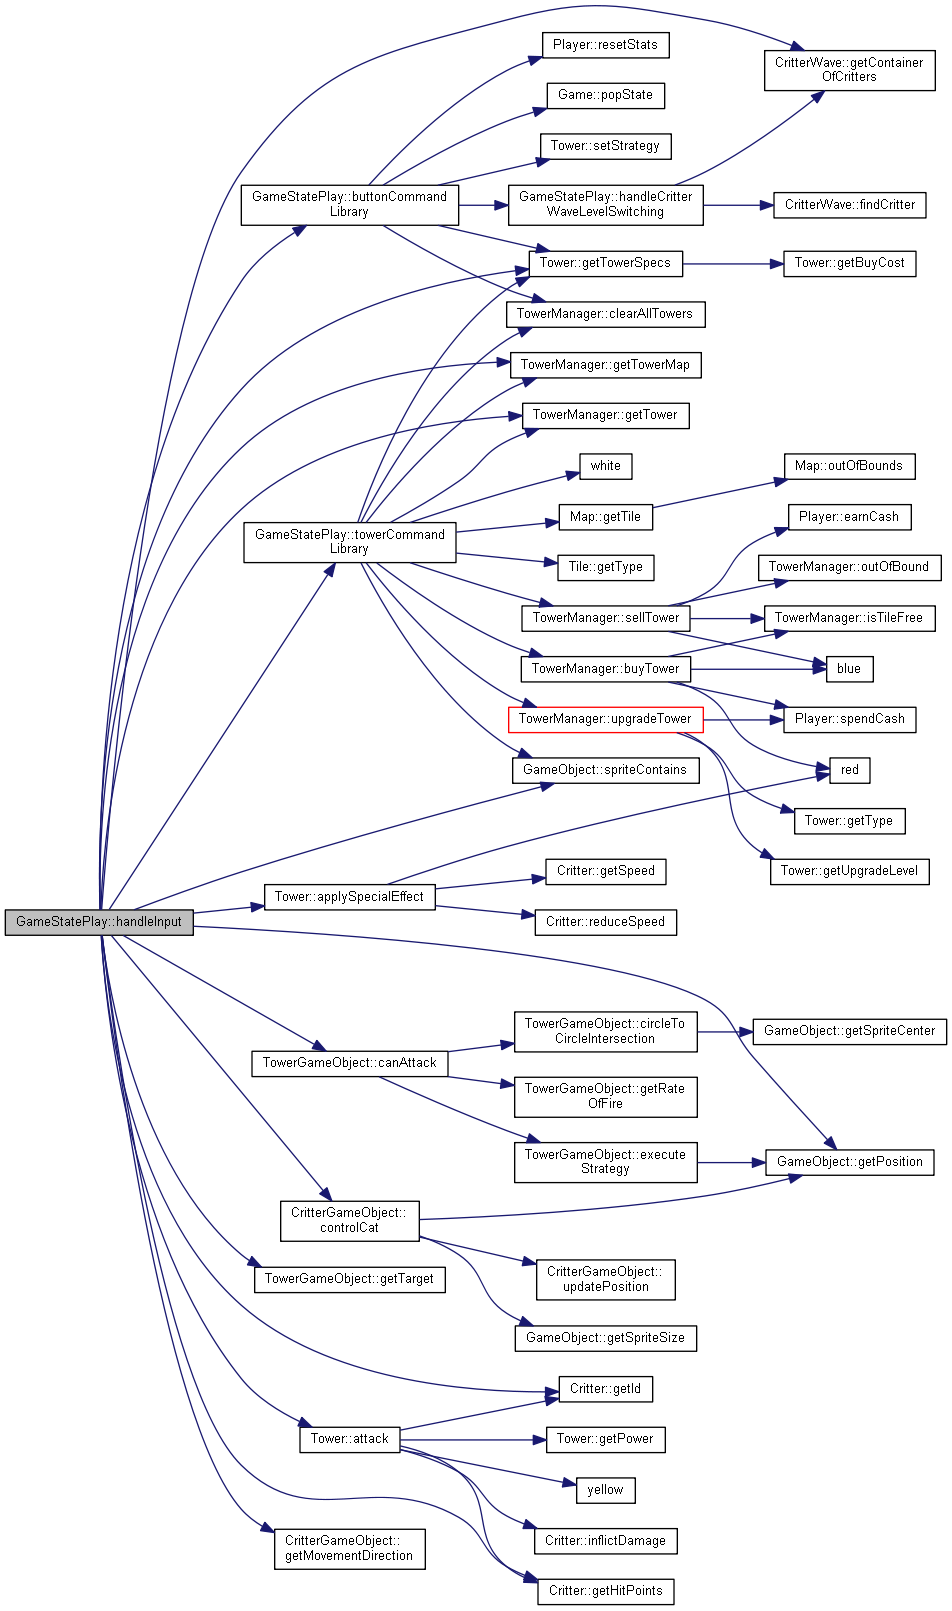 Player::resetStats
CritterWave::getContainer
OfCritters
Game::popState
Tower::setStrategy
GameStatePlay::buttonCommand
Library
GameStatePlay::handleCritter
WaveLevelSwitching
CritterWave::findCritter
Tower::getTowerSpecs
Tower::getBuyCost
TowerManager::clearAllTowers
TowerManager::getTowerMap
TowerManager::getTower
white
Map::outOfBounds
Map::getTile
Player::earnCash
GameStatePlay::towerCommand
Library
Tile::getType
TowerManager::outOfBound
TowerManager::sellTower
TowerManager::isTileFree
TowerManager::buyTower
blue
TowerManager::upgradeTower
Player::spendCash
GameObject::spriteContains
red
Tower::getType
Critter::getSpeed
Tower::getUpgradeLevel
Tower::applySpecialEffect
GameStatePlay::handleInput
Critter::reduceSpeed
TowerGameObject::circleTo
CircleIntersection
GameObject::getSpriteCenter
TowerGameObject::canAttack
TowerGameObject::getRate
OfFire
TowerGameObject::execute
Strategy
GameObject::getPosition
CritterGameObject::
controlCat
TowerGameObject::getTarget
CritterGameObject::
updatePosition
GameObject::getSpriteSize
Critter::getId
Tower::attack
Tower::getPower
yellow
CritterGameObject::
getMovementDirection
Critter::inflictDamage
Critter::getHitPoints